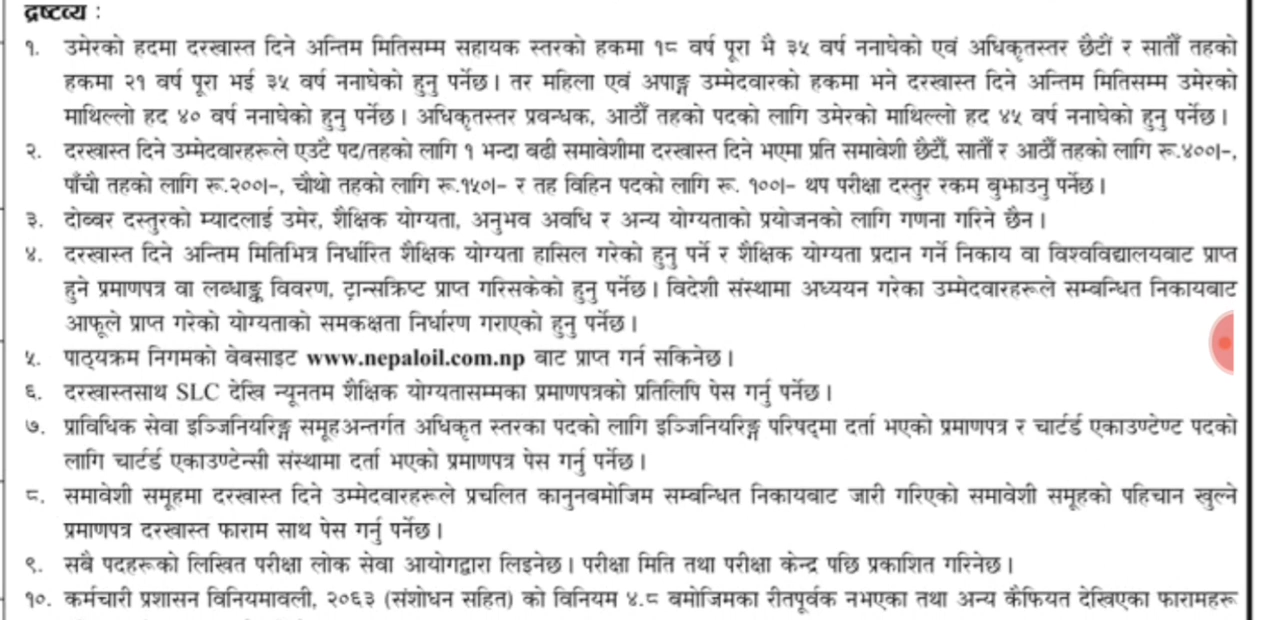 द्रष्टव्य :
१. उमेरको हदमा दरखास्त दिने अन्तिम मितिसम्म सहायक स्तरको हकमा १८ वर्ष पूरा भै ३५ वर्ष ननाघेको एवं अधिकृतस्तर छैटौं र सातौं तहको
हकमा २१ वर्ष पूरा भई ३५ वर्ष ननाघेको हुनु पर्नेछ। तर महिला एवं अपाङ्ग उम्मेदवारको हकमा भने दरखास्त दिने अन्तिम मितिसम्म उमेरको
माथिल्लो हद ४० वर्ष ननाघेको हुनु पर्नेछ। अधिकृतस्तर प्रवन्धक, आठौं तहको पदको लागि उमेरको माथिल्लो हद ४५ वर्ष ननाघेको हुनु पर्नेछ।
२. दरखास्त दिने उम्मेदवारहरूले एउटै पद/तहको लागि १ भन्दा बढी समावेशीमा दरखास्त दिने भएमा प्रति समावेशी छैटौं, सातौं र आठौं तहको लागि रू.४००।-,
पाँचौ तहको लागि रू.२००।-, चौथो तहको लागि रू.१५०।- र तह विहिन पदको लागि रू. १००।- थप परीक्षा दस्तुर रकम बुझाउनु पर्नेछ।
३. दोब्बर दस्तुरको म्यादलाई उमेर, शैक्षिक योग्यता, अनुभव अवधि र अन्य योग्यताको प्रयोजनको लागि गणना गरिने छैन।
४. दरखास्त दिने अन्तिम मितिभित्र निर्धारित शैक्षिक योग्यता हासिल गरेको हुनु पर्ने र शैक्षिक योग्यता प्रदान गर्ने निकाय वा विश्वविद्यालयबाट प्राप्त
हुने प्रमाणपत्र वा लब्धाङ्क विवरण, ट्रान्सक्रिप्ट प्राप्त गरिसकेको हुनु पर्नेछ। विदेशी संस्थामा अध्ययन गरेका उम्मेदवारहरूले सम्बन्धित निकायबाट
आफूले प्राप्त गरेको योग्यताको समकक्षता निर्धारण गराएको हुनु पर्नेछ।
५. पाठ्यक्रम निगमको वेबसाइट www.nepaloil.com.np बाट प्राप्त गर्न सकिनेछ।
६. दरखास्तसाथ SLC देखि न्यूनतम शैक्षिक योग्यतासम्मका प्रमाणपत्रको प्रतिलिपि पेस गर्नु पर्नेछ।
७. प्राविधिक सेवा इञ्जिनियरिङ्ग समूहअन्तर्गत अधिकृत स्तरका पदको लागि इञ्जिनियरिङ्ग परिषद्मा दर्ता भएको प्रमाणपत्र र चार्टर्ड एकाउण्टेण्ट पदको
लागि चार्टर्ड एकाउण्टेन्सी संस्थामा दर्ता भएको प्रमाणपत्र पेस गर्नु पर्नेछ।
८. समावेशी समूहमा दरखास्त दिने उम्मेदवारहरूले प्रचलित कानुनबमोजिम सम्बन्धित निकायबाट जारी गरिएको समावेशी समूहको पहिचान खुल्ने
प्रमाणपत्र दरखास्त फाराम साथ पेस गर्नु पर्नेछ।
९. सबै पदहरूको लिखित परीक्षा लोक सेवा आयोगद्वारा लिइनेछ। परीक्षा मिति तथा परीक्षा केन्द्र पछि प्रकाशित गरिनेछ।
१०. कर्मचारी प्रशासन विनियमावली, २०६३ (संशोधन सहित) को विनियम ४.८ बमोजिमका रीतपूर्वक नभएका तथा अन्य कैफियत देखिएका फारामहरू